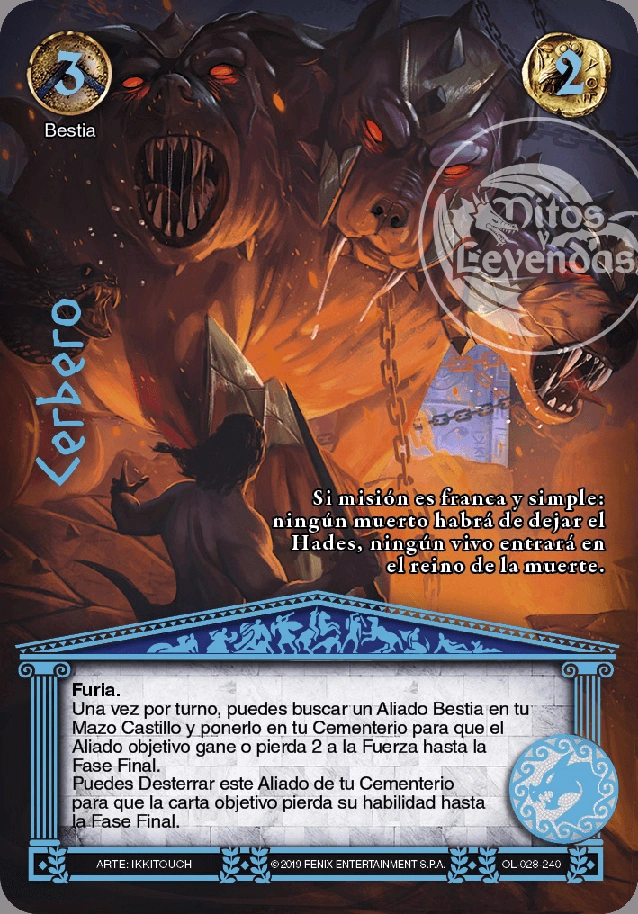 3
2
Bestia
Mitos
y
Leyendas
Cerbero
Si misión es franca y simple:
ningún muerto habrá de dejar el
Hades, ningún vivo entrará en
el reino de la muerte.
Furia.
Una vez por turno, puedes buscar un Aliado Bestia en tu
Mazo Castillo y ponerlo en tu Cementerio para que el
Aliado objetivo gane o pierda 2 a la Fuerza hasta la
Fase Final.
Puedes Desterrar este Aliado de tu Cementerio
para que la carta objetivo pierda su habilidad hasta
la Fase Final.
ARTE: IKKITOUCH
©2019 FENIX ENTERTAINMENT S.P.A.
OL-028-240